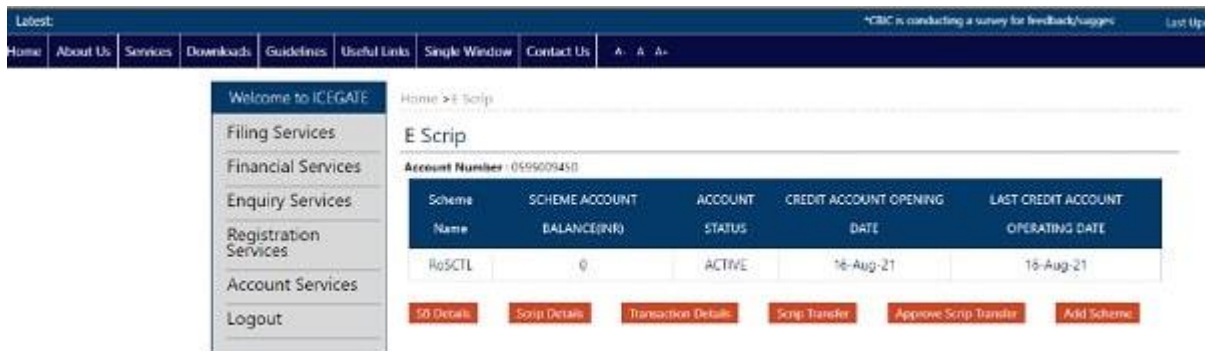 Latest:
*CBIC is conducting a survey for feedback/sugges
Last Up
Home About Us Services Downloads Guidelines Useful Links Single Window Contact Us A- A A+
Welcome to ICEGATE
Filing Services
Financial Services
Enquiry Services
Registration
Services
Account Services
Logout
Home >E Scrip
E Scrip
Account Number : 0595009450
Scheme
Name
SCHEME ACCOUNT
BALANCE(INR)
ACCOUNT
STATUS
CREDIT ACCOUNT OPENING
DATE
LAST CREDIT ACCOUNT
OPERATING DATE
RoSCTL 0 ACTIVE 16-Aug-21 16-Aug-21
SB Details Scrip Details Transaction Details Scrip Transfer Approve Scrip Transfer Add Scheme